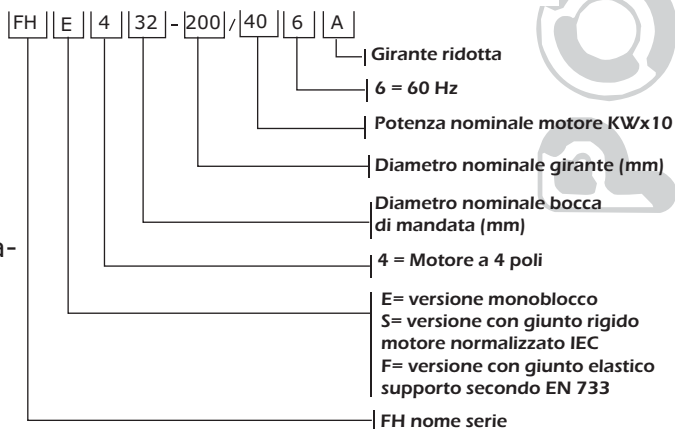 FH E 4 32 - 200 / 40 6 A
Girante ridotta
6 = 60 Hz
Potenza nominale motore KWx10
Diametro nominale girante (mm)
Diametro nominale bocca
di mandata (mm)
a-
4 = Motore a 4 poli
E= versione monoblocco
S= versione con giunto rigido
motore normalizzato IEC
F= versione con giunto elastico
supporto secondo EN 733
FH nome serie